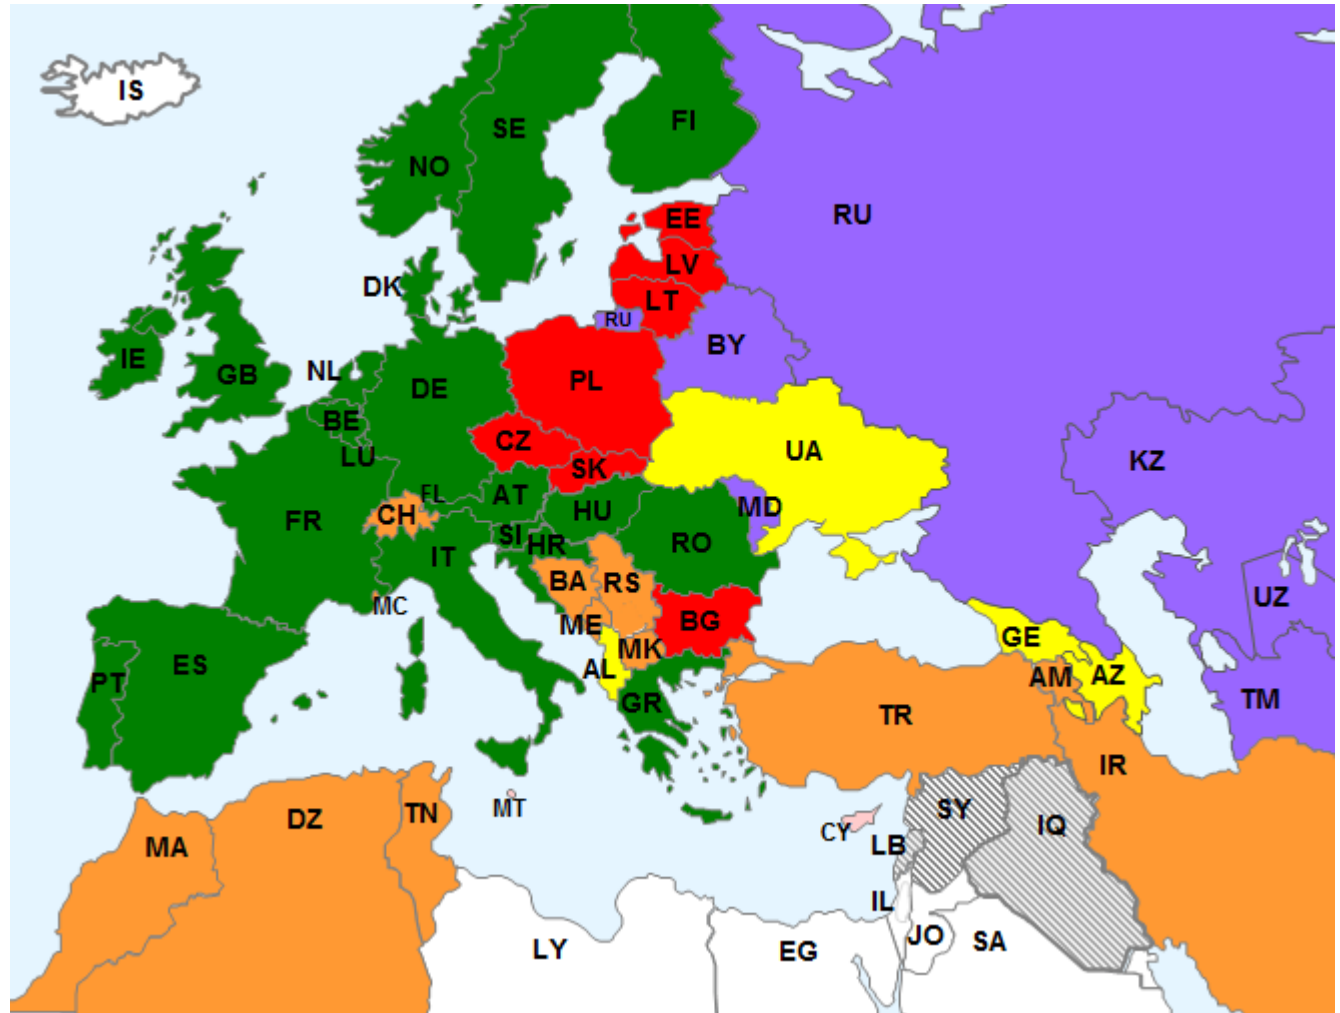 IS
SE
FI
NO
RU
EE
LV
DK
LT
RU
BY
IE
GB
NL
DE
PL
BE
CZ
LU
SK
UA
KZ
FL
AT
FR
CH
HU
MD
SI
HR
RO
IT
BA
RS
UZ
MC
ME
BG
GE
ES
PT
MK
AL
AM
AZ
GR
TR
TM
IR
MT
DZ
TN
SY
CY
IQ
MA
LB
IL
JO
SA
LY
EG